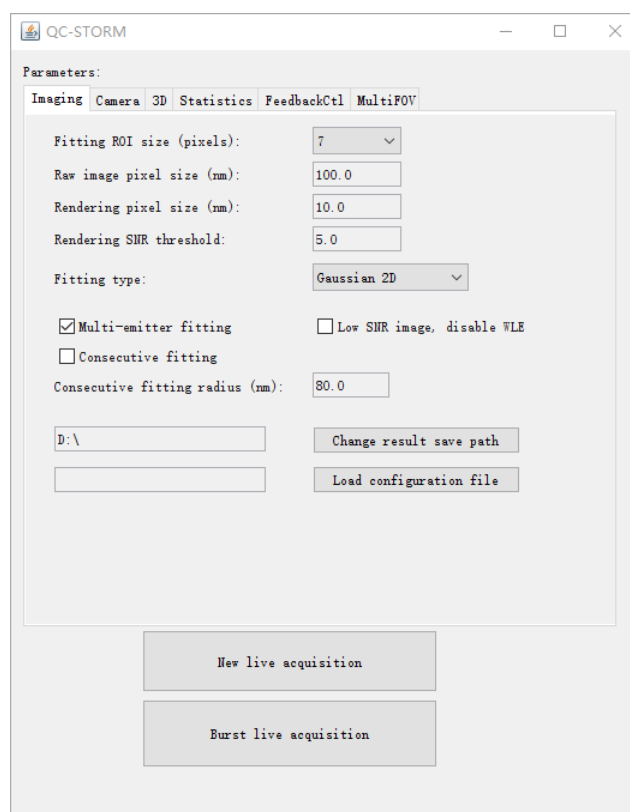 QC-STORM
Parameters:
Imaging Camera 3D Statistics FeedbackCtl MultiFOV
Fitting ROI size (pixels): 7
Raw image pixel size (nm): 100.0
Rendering pixel size (nm): 10.0
Rendering SNR threshold: 5.0
Fitting type: Gaussian 2D
Multi-emitter fitting Low SNR image, disable WLE
Consecutive fitting
Consecutive fitting radius (nm): 80.0
D:\ Change result save path
Load configuration file
New live acquisition
Burst live acquisition